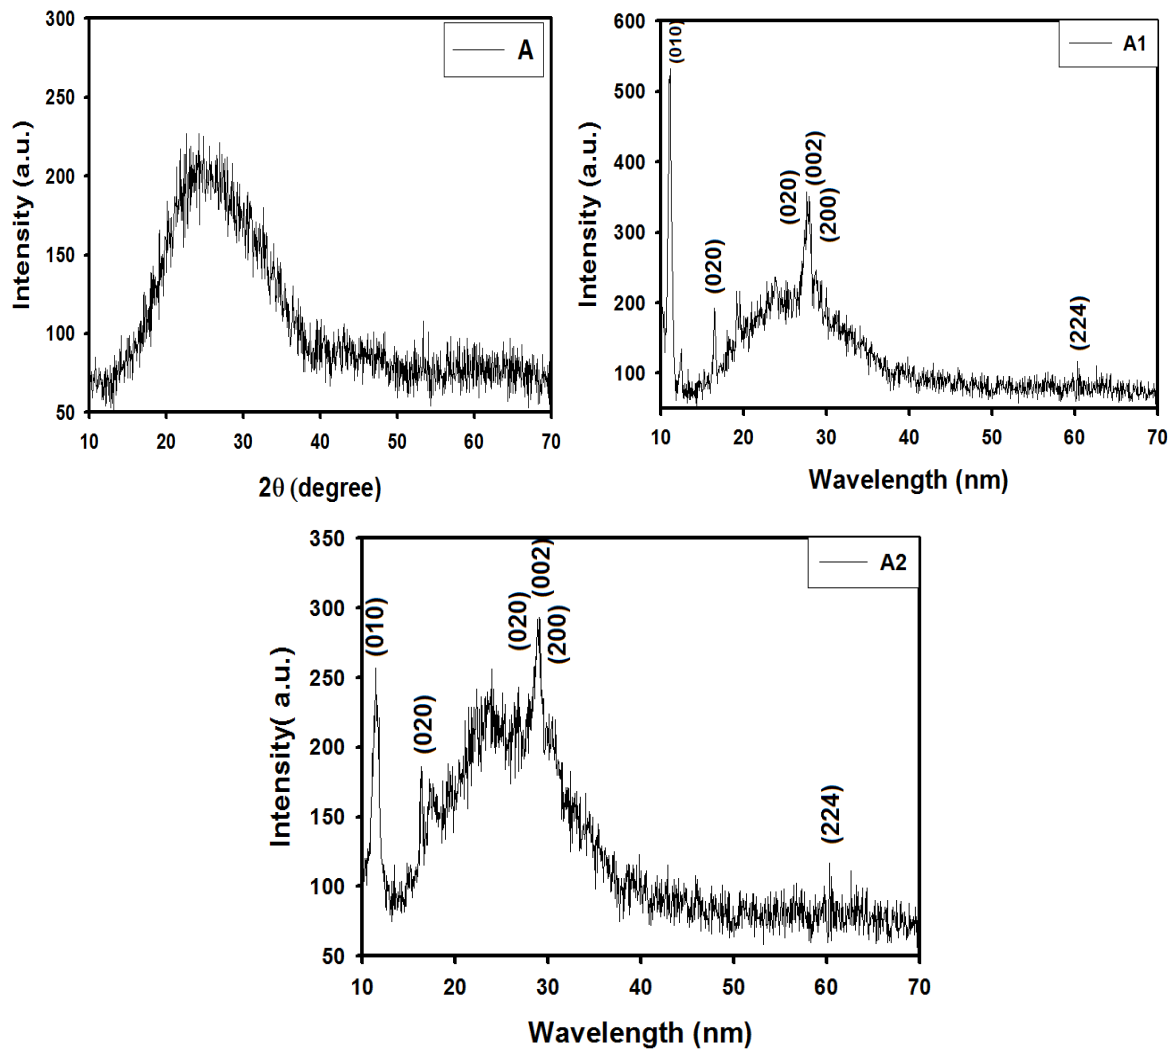 300
250
200
150
100
50
10 20 30 40 50 60 70
Intensity (a.u.)
2θ (degree)
A
600
500
400
300
200
100
10 20 30 40 50 60 70
Intensity (a.u.)
Wavelength (nm)
A1
(010)
(020)
(020)
(002)
(200)
(224)
350
300
250
200
150
100
50
10 20 30 40 50 60 70
Intensity( a.u.)
Wavelength (nm)
A2
(010)
(020)
(020)
(002)
(200)
(224)